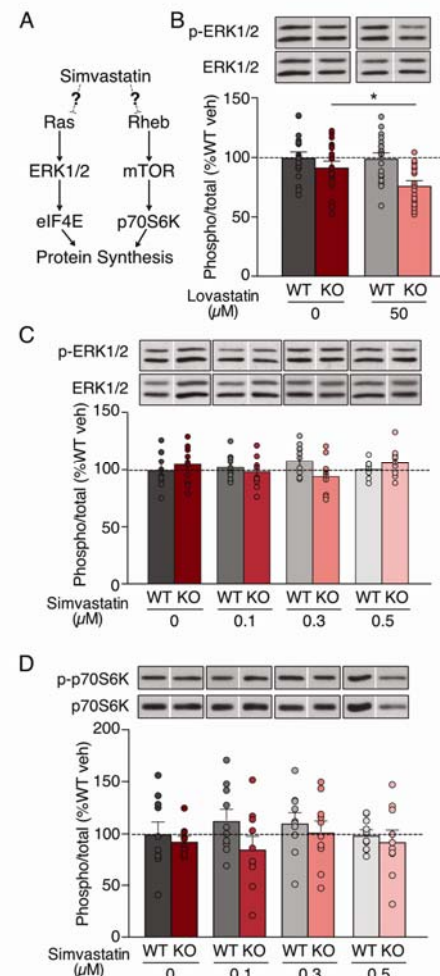 A
Simvastatin
? ?
Ras Rheb
ERK1/2 mTOR
eIF4E p70S6K
Protein Synthesis
B
p-ERK1/2
ERK1/2
Phospho/total (%WT veh)
150
100
50
0
*
WT KO WT KO
Lovastatin (µM)
0 50
C
p-ERK1/2
ERK1/2
Phospho/total (%WT veh)
150
100
50
0
WT KO WT KO WT KO WT KO
Simvastatin (µM)
0 0.1 0.3 0.5
D
p-p70S6K
p70S6K
Phospho/total (%WT veh)
200
150
100
50
0
WT KO WT KO WT KO WT KO
Simvastatin (µM)
0 0.1 0.3 0.5